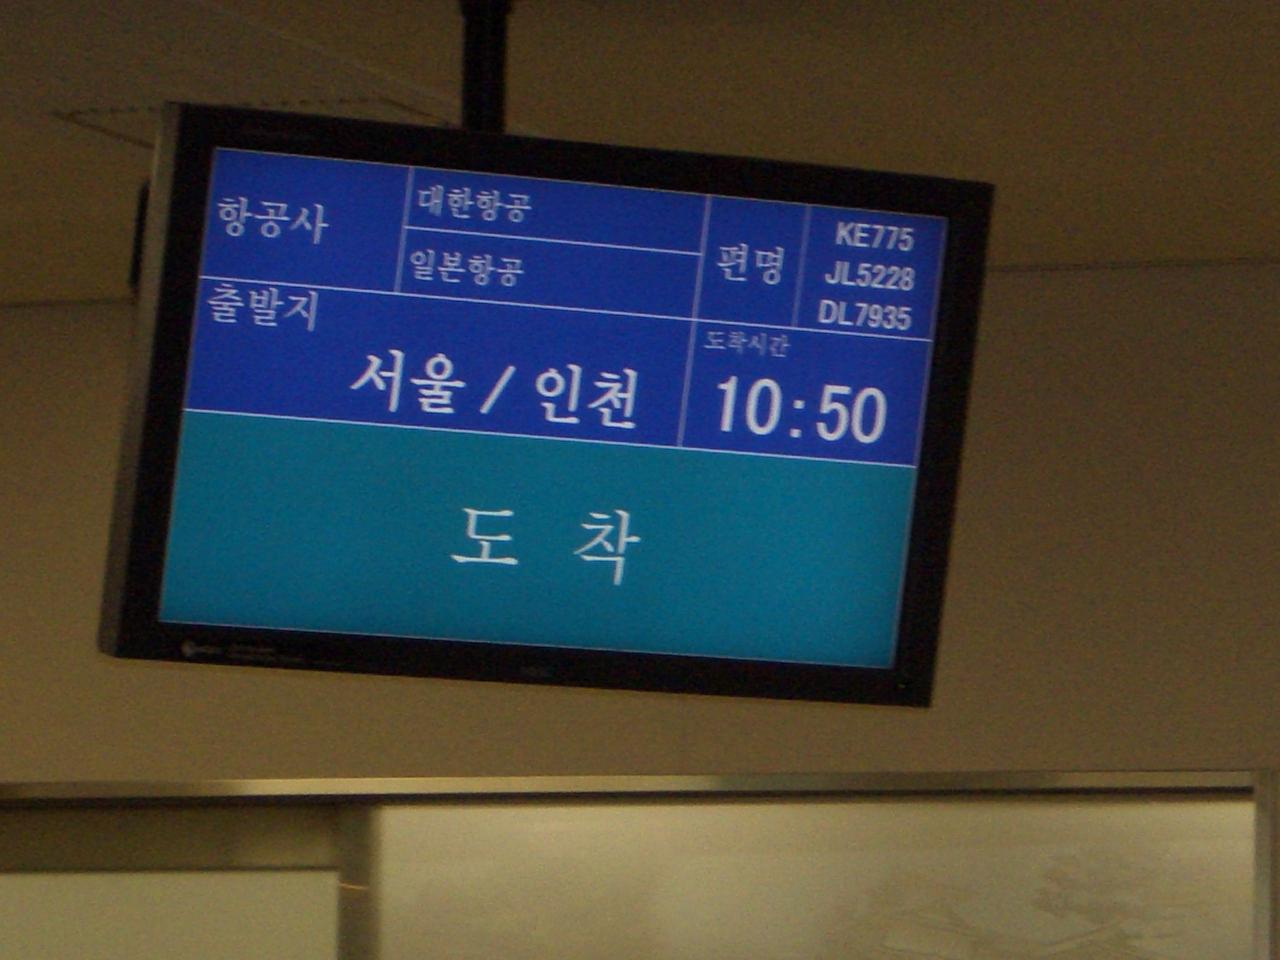 항공사
대한항공
일본항공
편명
KE775
JL5228
DL7935
출발지
서울 / 인천
도착시간
10:50
도 착